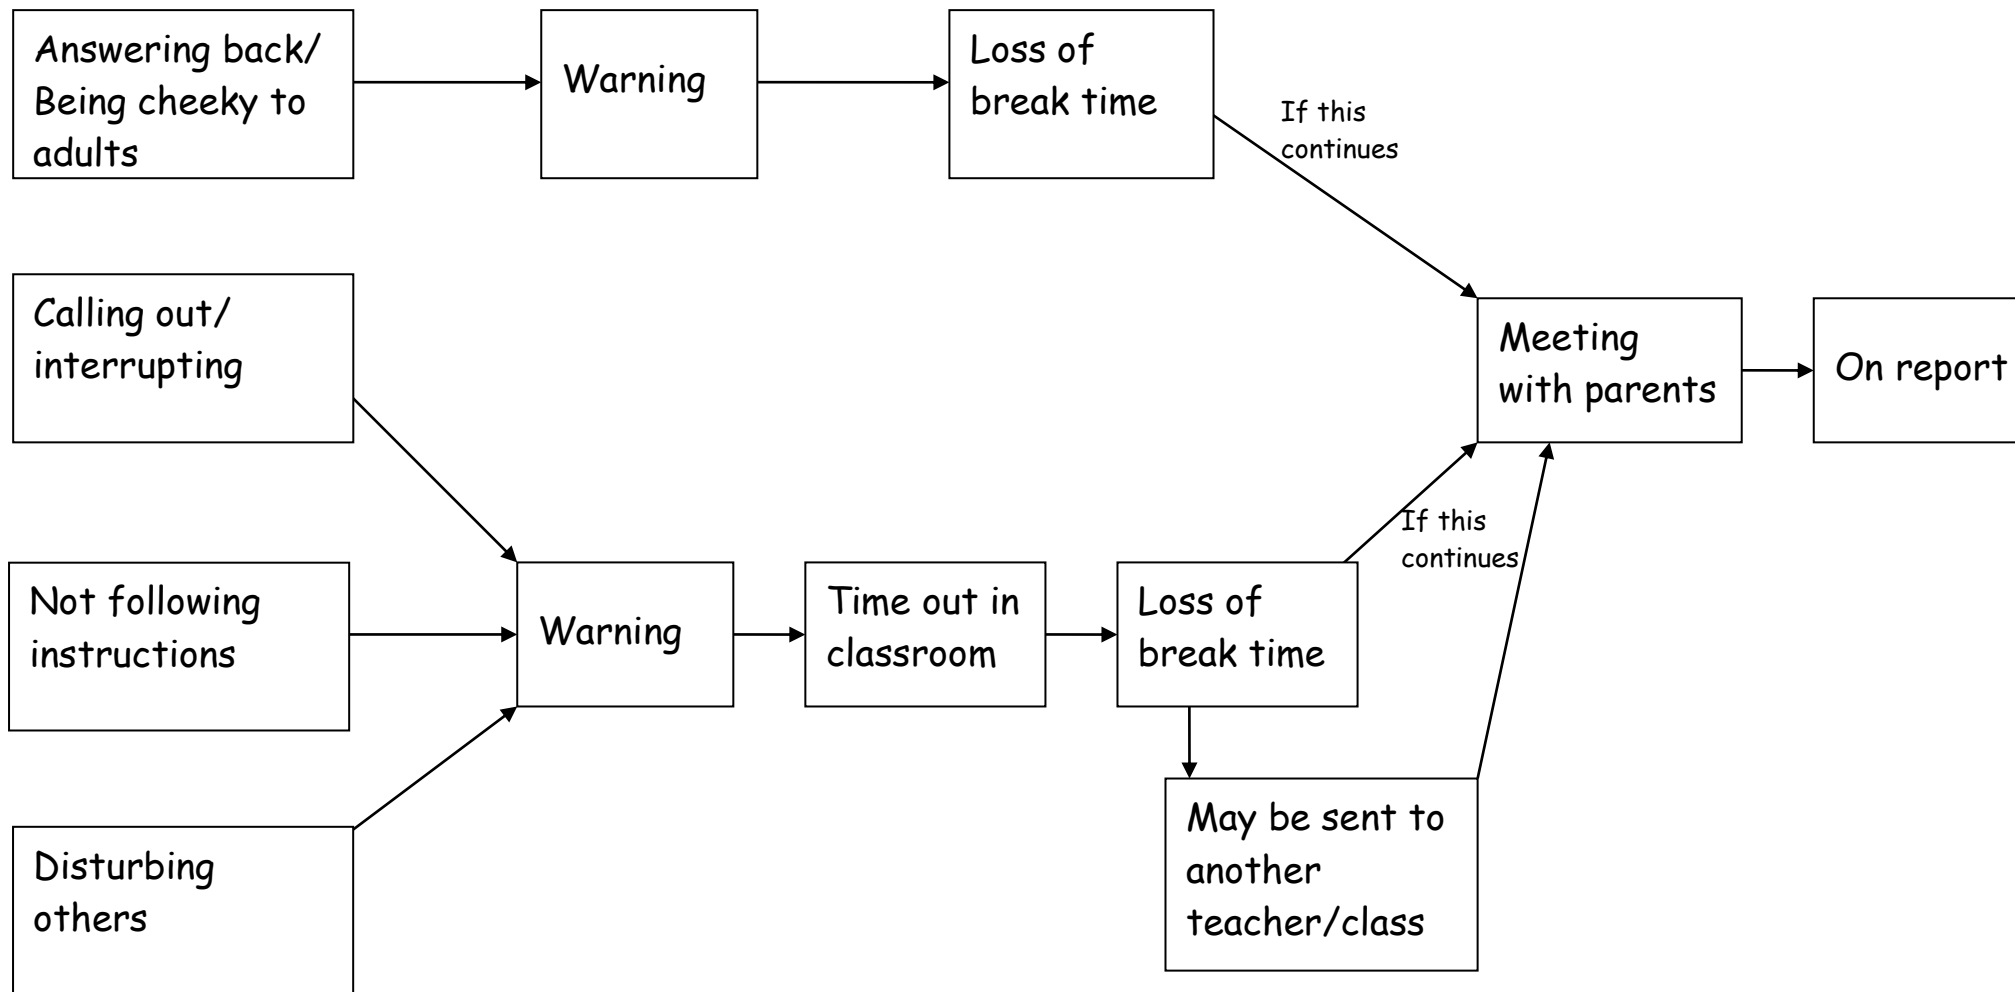 Answering back/
Being cheeky to
adults
Warning
Loss of
break time
If this
continues
Calling out/
interrupting
Meeting
with parents
On report
If this
continues
Not following
instructions
Warning
Time out in
classroom
Loss of
break time
May be sent to
another
teacher/class
Disturbing
others